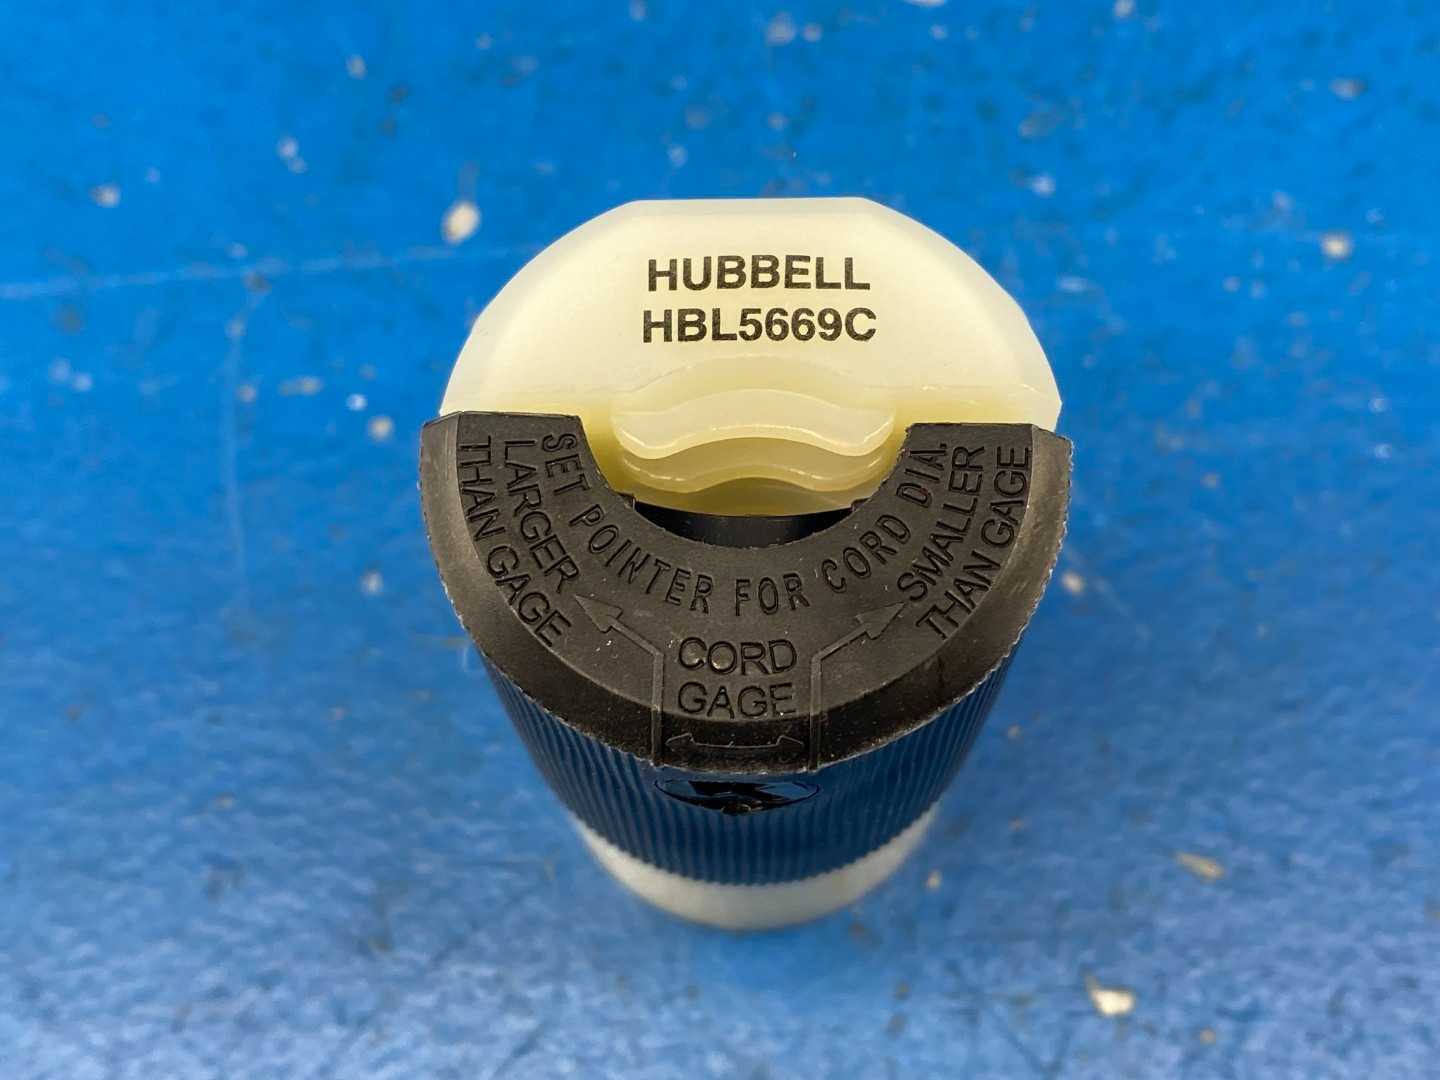 HUBBELL
HBL5669C
SET POINTER FOR CORD DIA.
LARGER
THAN GAGE
SMALLER
THAN GAGE
CORD
GAGE